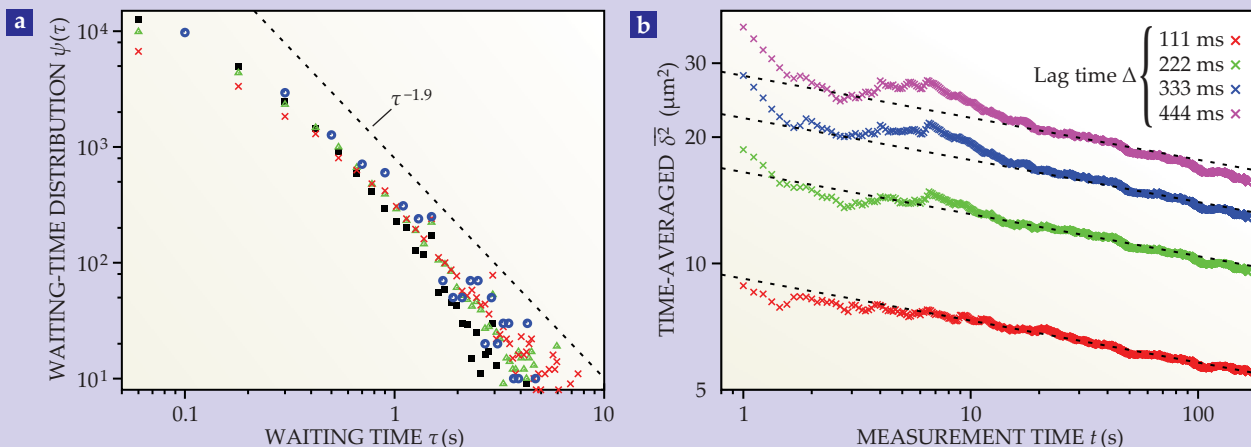 a
WAITING-TIME DISTRIBUTION ψ(τ)
10⁴
10³
10²
10¹
τ⁻¹·⁹
0.1
1
10
WAITING TIME τ (s)
b
TIME-AVERAGED δ² (μm²)
30
20
10
5
Lag time Δ
111 ms
222 ms
333 ms
444 ms
1
10
100
MEASUREMENT TIME t (s)